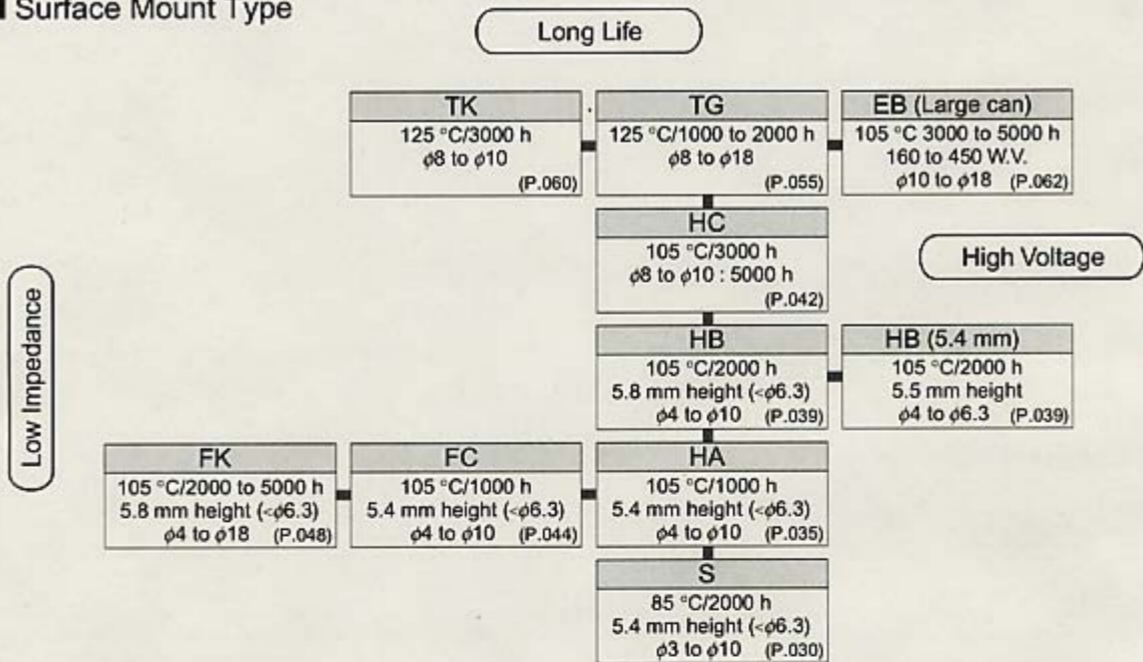 Surface Mount Type
Long Life
TK
125 °C/3000 h
ϕ8 to ϕ10
(P.060)
TG
125 °C/1000 to 2000 h
ϕ8 to ϕ18
(P.055)
EB (Large can)
105 °C 3000 to 5000 h
160 to 450 W.V.
ϕ10 to ϕ18 (P.062)
HC
105 °C/3000 h
ϕ8 to ϕ10 : 5000 h
(P.042)
High Voltage
Low Impedance
HB
105 °C/2000 h
5.8 mm height (<ϕ6.3)
ϕ4 to ϕ10 (P.039)
HB (5.4 mm)
105 °C/2000 h
5.5 mm height
ϕ4 to ϕ6.3 (P.039)
FK
105 °C/2000 to 5000 h
5.8 mm height (<ϕ6.3)
ϕ4 to ϕ18 (P.048)
FC
105 °C/1000 h
5.4 mm height (<ϕ6.3)
ϕ4 to ϕ10 (P.044)
HA
105 °C/1000 h
5.4 mm height (<ϕ6.3)
ϕ4 to ϕ10 (P.035)
S
85 °C/2000 h
5.4 mm height (<ϕ6.3)
ϕ3 to ϕ10 (P.030)